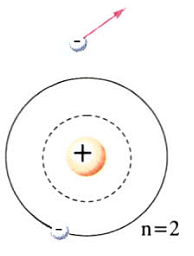 -
+
-
n=2